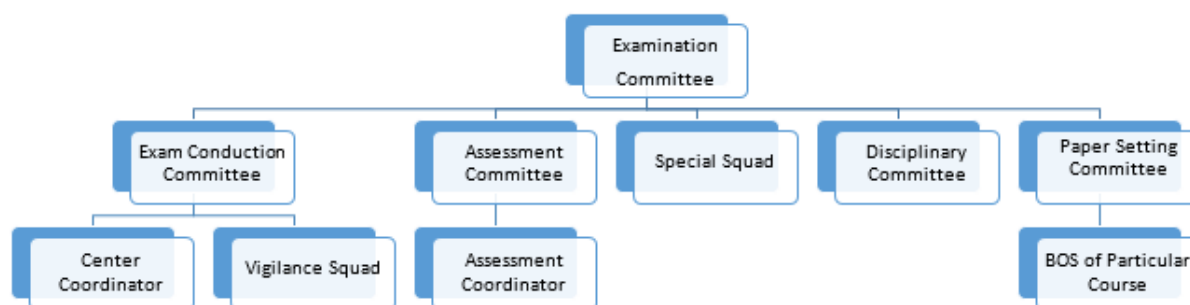 Examination
Committee
Exam Conduction
Committee
Assessment
Committee
Special Squad
Disciplinary
Committee
Paper Setting
Committee
Center
Coordinator
Vigilance Squad
Assessment
Coordinator
BOS of Particular
Course